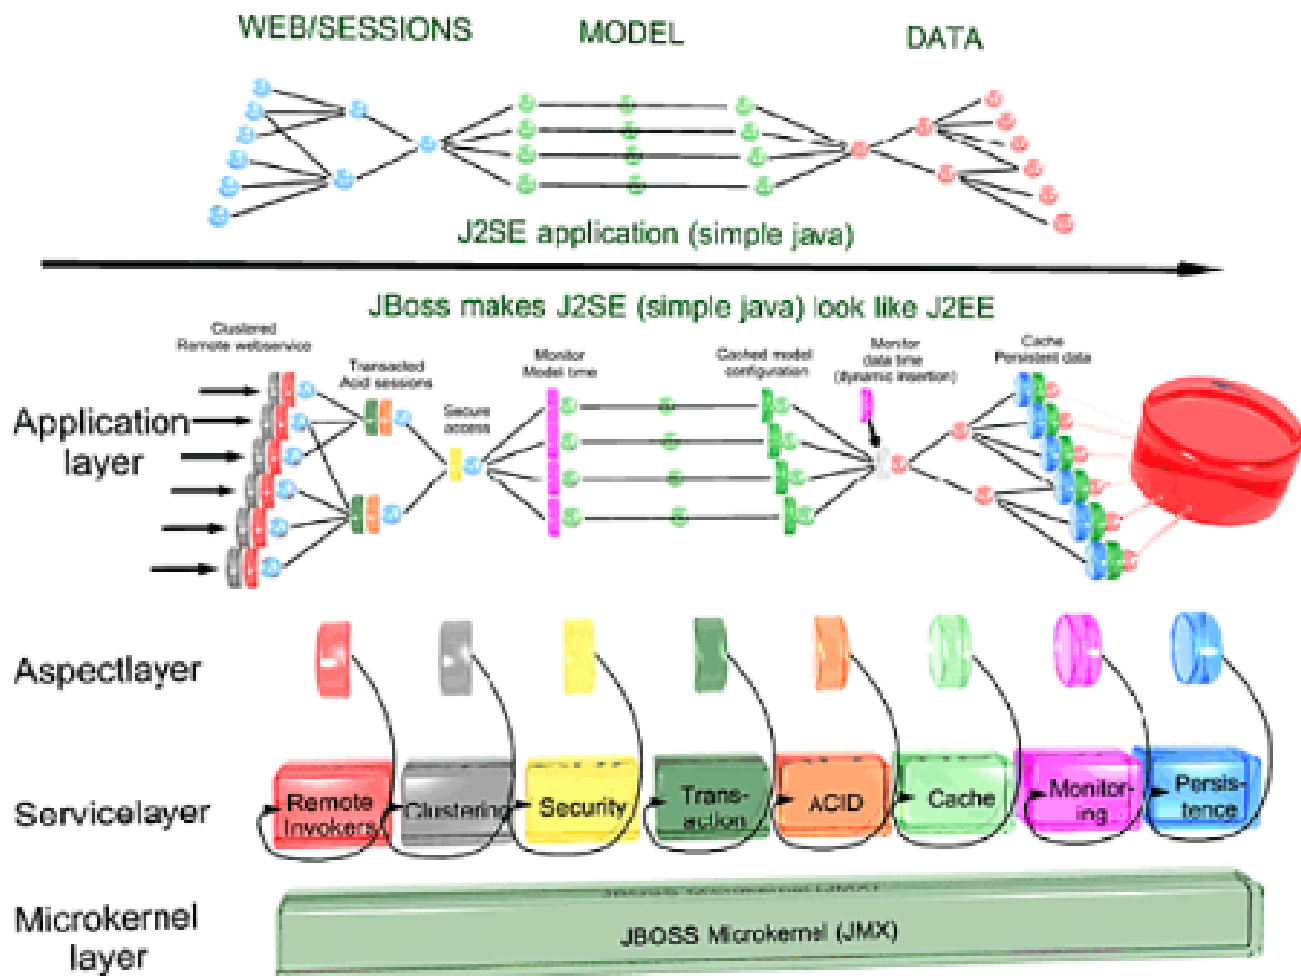 WEB/SESSIONS
MODEL
DATA
J2SE application (simple java)
JBoss makes J2SE (simple java) look like J2EE
Clustered
Remote webservice
Transacted
Acid sessions
Secure
access
Monitor
Model time
Cached model
configuration
Monitor
data time
(dynamic insertion)
Cache
Persistent data
Application
layer
Aspectlayer
Servicelayer
Remote
Invokers
Clustering
Security
Trans-
action
ACID
Cache
Monitor-
ing
Persis-
tence
Microkernel
layer
JBOSS Microkernel (JMX)